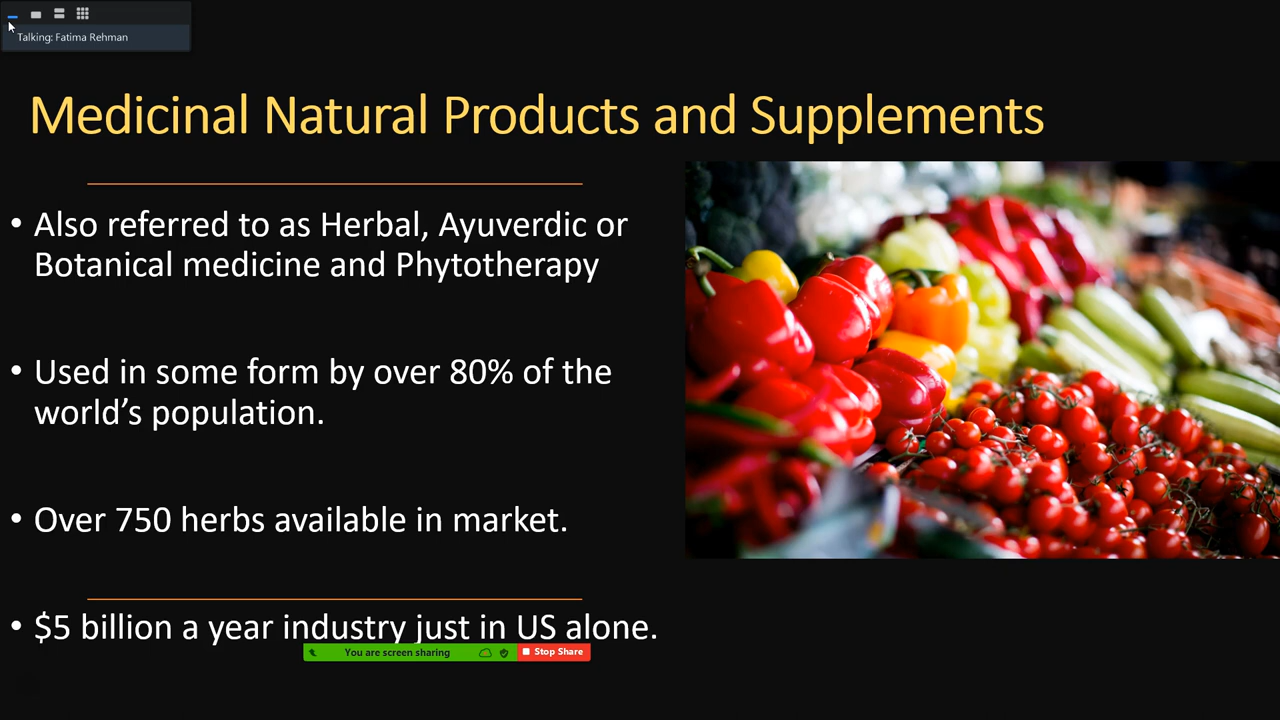 Talking: Fatima Rehman
Medicinal Natural Products and Supplements
• Also referred to as Herbal, Ayuverdic or
Botanical medicine and Phytotherapy
• Used in some form by over 80% of the
world’s population.
• Over 750 herbs available in market.
• $5 billion a year industry just in US alone.
You are screen sharing
Stop Share